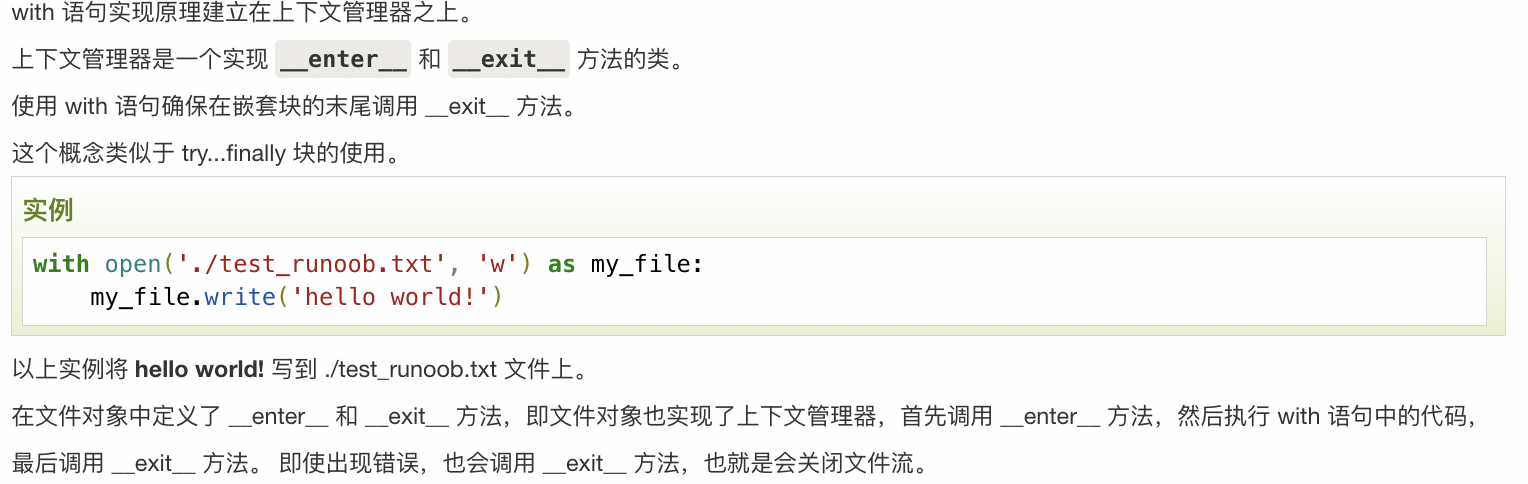 with 语句实现原理建立在上下文管理器之上。
上下文管理器是一个实现 __enter__ 和 __exit__ 方法的类。
使用 with 语句确保在嵌套块的末尾调用 __exit__ 方法。
这个概念类似于 try...finally 块的使用。
实例
with open('./test_runoob.txt', 'w') as my_file:
    my_file.write('hello world!')
以上实例将 hello world! 写到 ./test_runoob.txt 文件上。
在文件对象中定义了 __enter__ 和 __exit__ 方法，即文件对象也实现了上下文管理器，首先调用 __enter__ 方法，然后执行 with 语句中的代码，
最后调用 __exit__ 方法。 即使出现错误，也会调用 __exit__ 方法，也就是会关闭文件流。